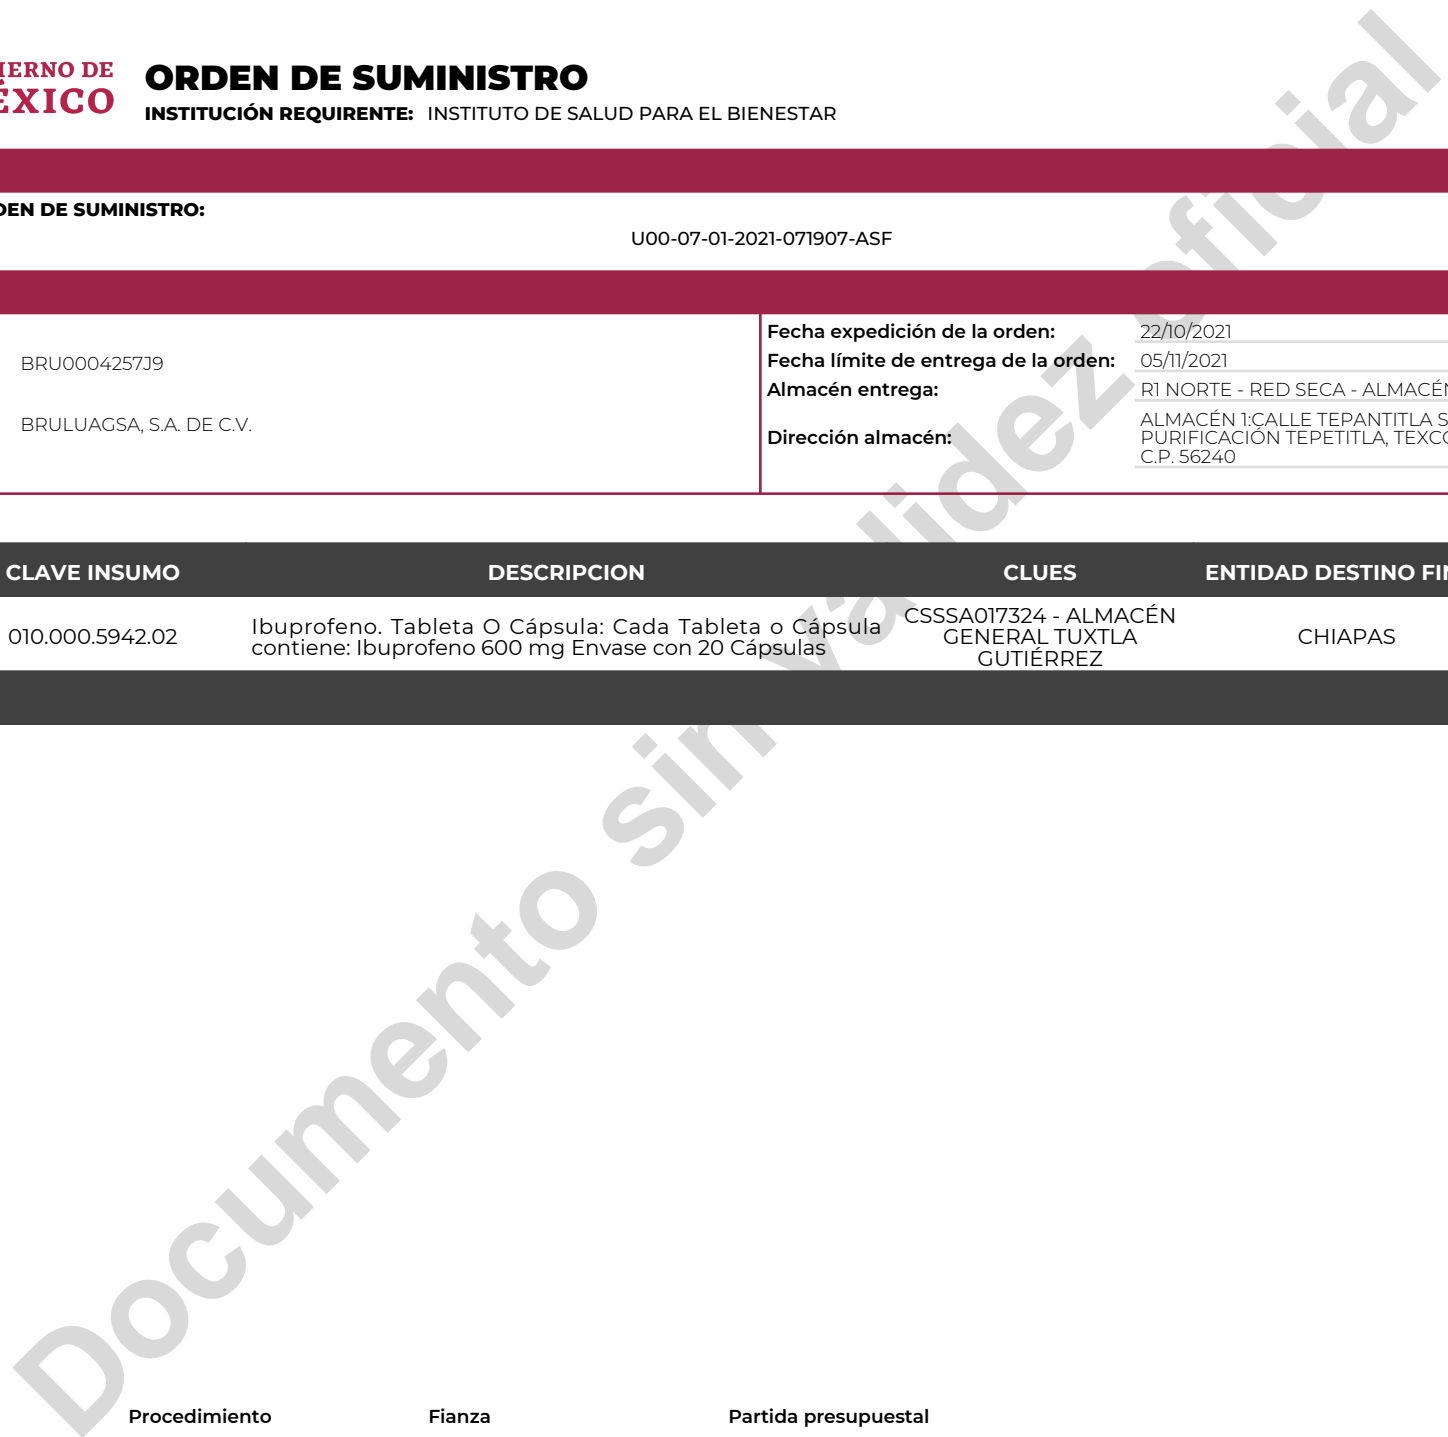 IERNO DE
ÉXICO
ORDEN DE SUMINISTRO
INSTITUCIÓN REQUIRENTE: INSTITUTO DE SALUD PARA EL BIENESTAR
DEN DE SUMINISTRO:
U00-07-01-2021-071907-ASF
BRU0004257J9
BRULUAGSA, S.A. DE C.V.
Fecha expedición de la orden: 22/10/2021
Fecha límite de entrega de la orden: 05/11/2021
Almacén entrega: R1 NORTE - RED SECA - ALMACÉN
Dirección almacén:
ALMACÉN 1:CALLE TEPANTITLA S
PURIFICACIÓN TEPETITLA, TEXCO
C.P. 56240
CLAVE INSUMO DESCRIPCION CLUES ENTIDAD DESTINO FIN
010.000.5942.02
Ibuprofeno. Tableta O Cápsula: Cada Tableta o Cápsula
contiene: Ibuprofeno 600 mg Envase con 20 Cápsulas
CSSSA017324 - ALMACÉN
GENERAL TUXTLA
GUTIÉRREZ
CHIAPAS
Documento sin validez oficial
Procedimiento Fianza Partida presupuestal